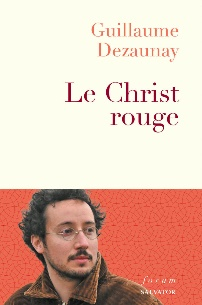 Guillaume
Dezaunay
Le Christ
rouge
forum
SALVATOR